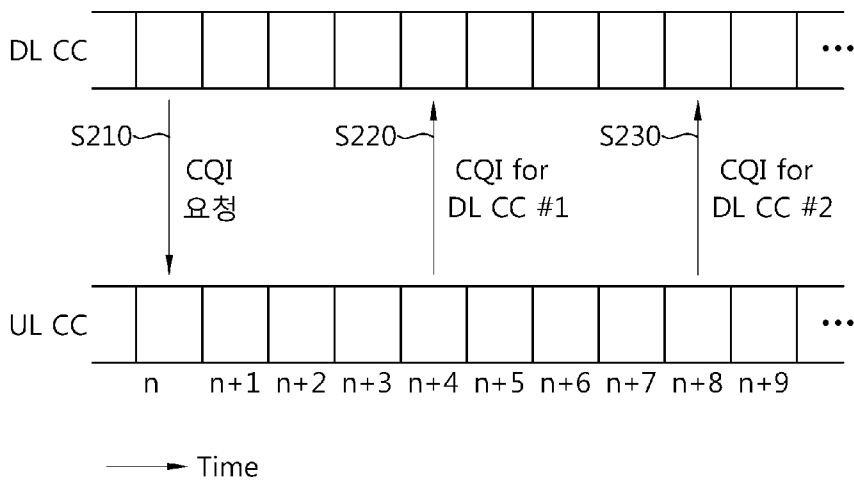 DL CC
•••
S210
CQI
요청
S220
CQI for
DL CC #1
S230
CQI for
DL CC #2
UL CC
•••
n n+1 n+2 n+3 n+4 n+5 n+6 n+7 n+8 n+9
Time